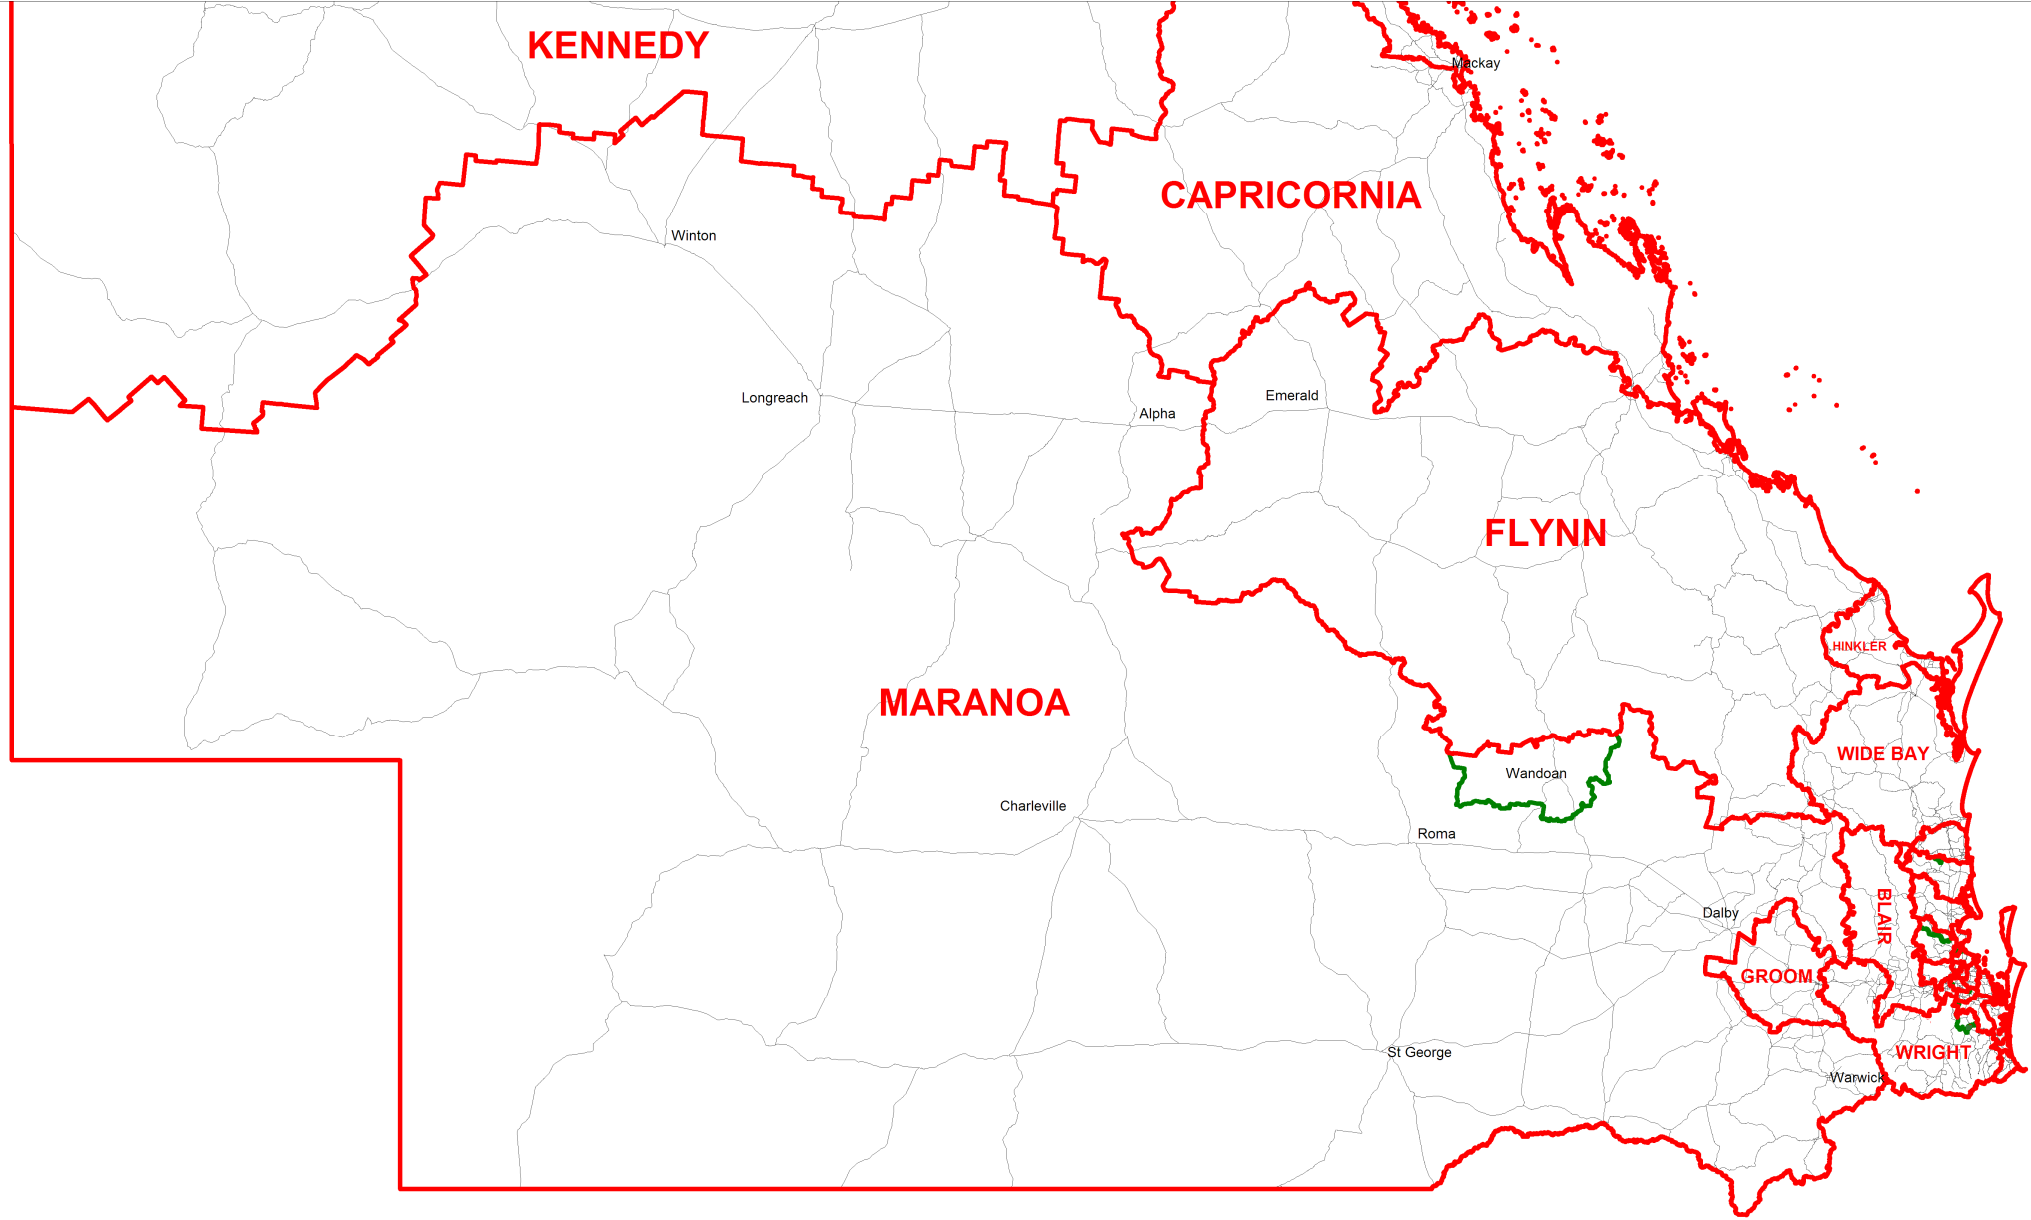 KENNEDY
Mackay
CAPRICORNIA
Winton
Longreach
Alpha
Emerald
FLYNN
HINKLER
MARANOA
WIDE BAY
Wandoan
Charleville
Roma
BLAIR
Dalby
GROOM
St George
WRIGHT
Warwick